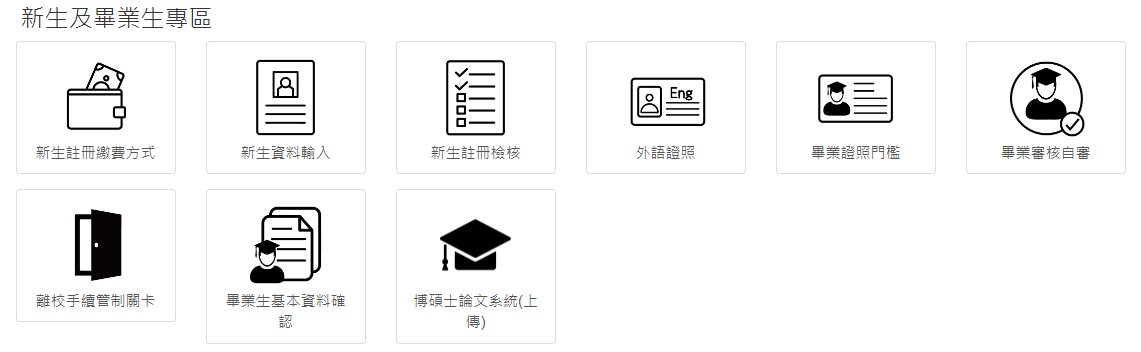 新生及畢業生專區
新生註冊繳費方式
新生資料輸入
新生註冊檢核
Eng
外語證照
畢業證照門檻
畢業審核自審
離校手續管制關卡
畢業生基本資料確
認
博碩士論文系統(上
傳)